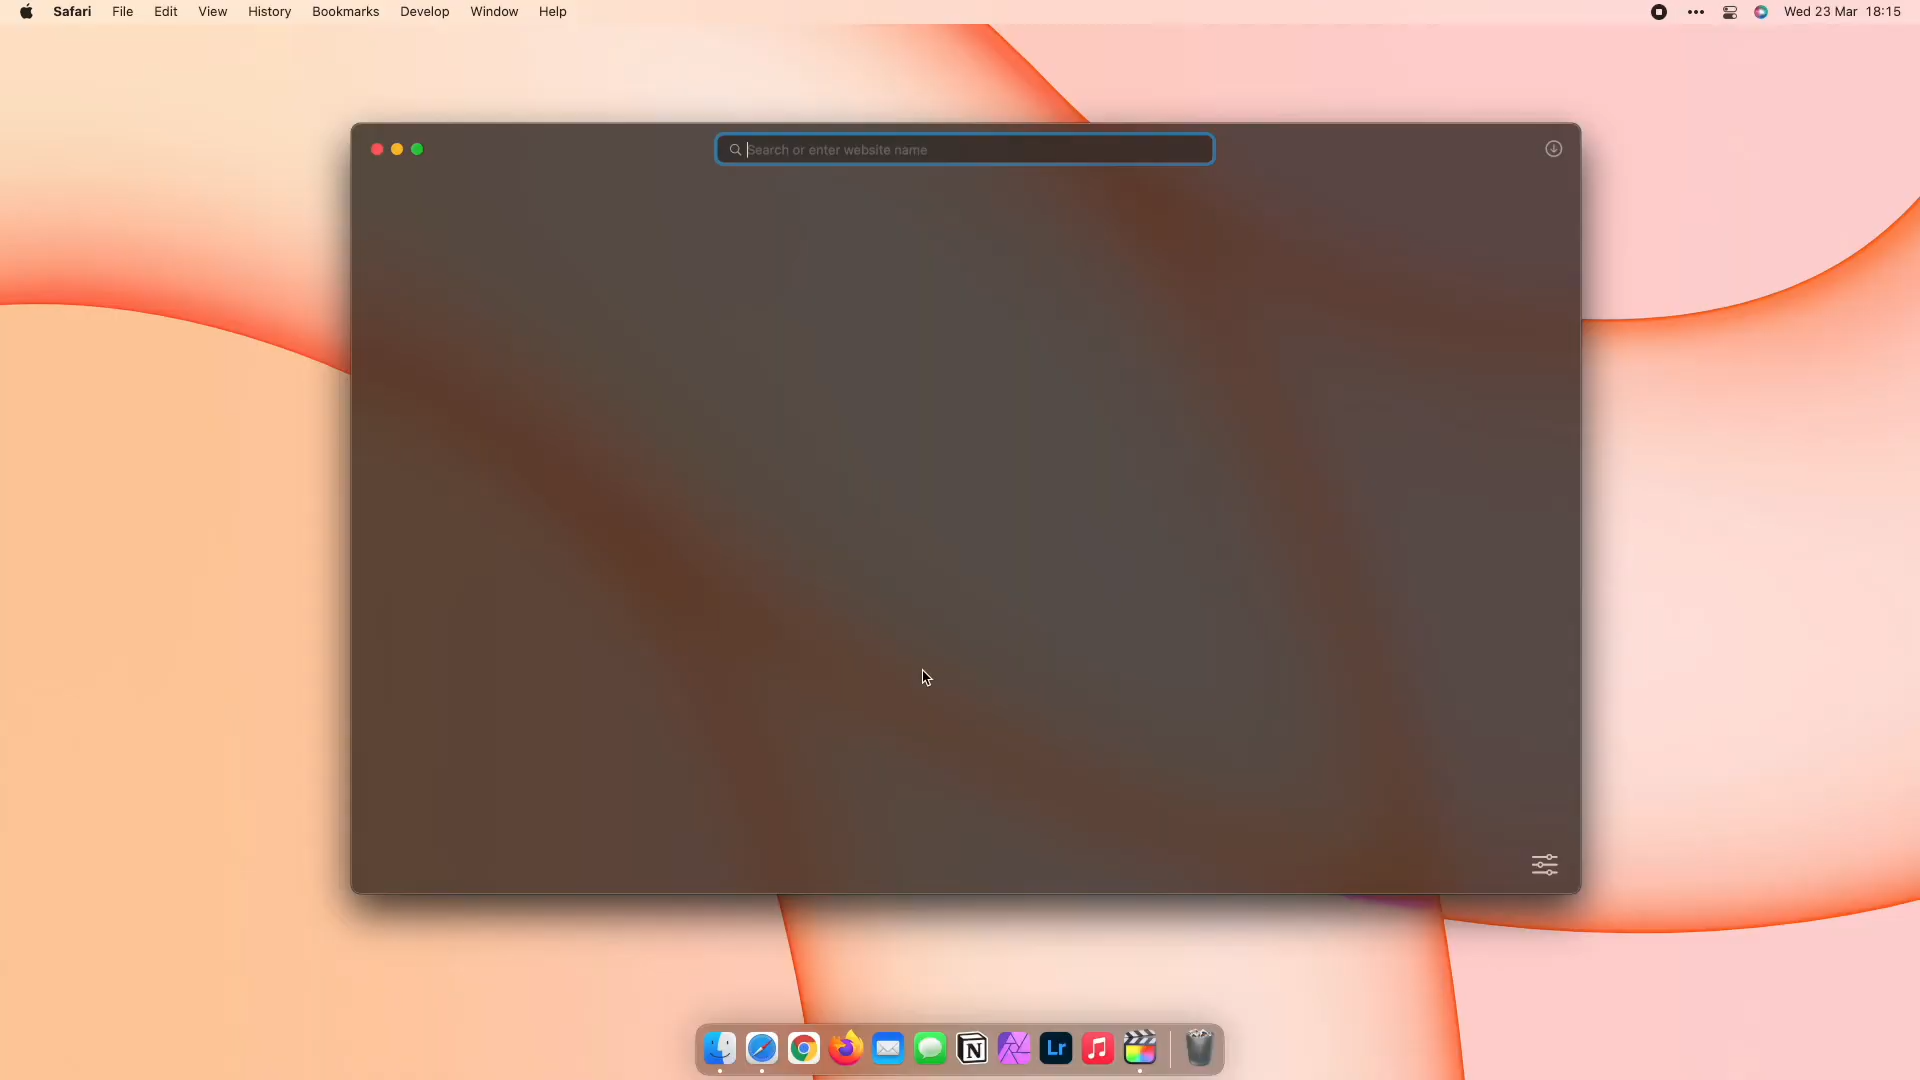 Safari File Edit View History Bookmarks Develop Window Help Wed 23 Mar 18:15
Search or enter website name
N
Lr